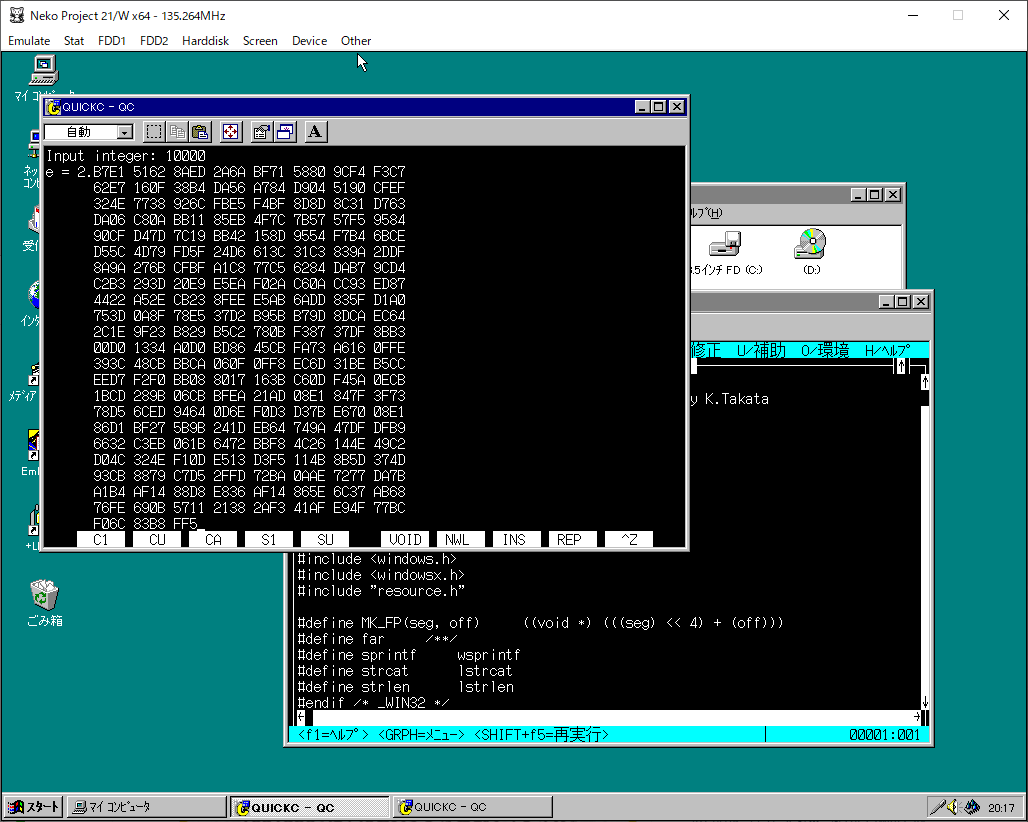 Neko Project 21/W x64 - 135.264MHz
Emulate Stat FDD1 FDD2 Harddisk Screen Device Other
マイ コンピュータ
QUICKC - QC
自動
Input integer: 10000
e = 2.B7E1 5162 8AED 2A6A BF71 5880 9CF4 F3C7
62E7 160F 38B4 DA56 A784 D904 5190 CFEF
324E 7738 926C FBE5 F4BF 8D8D 8C31 D763
DA06 C80A BB11 85EB 4F7C 7B57 57F5 9584
90CF D47D 7C19 BB42 158D 9554 F7B4 6BCE
D55C 4D79 FD5F 24D6 613C 31C3 839A 2DDF
8A9A 276B CFBF A1C8 77C5 6284 DAB7 9CD4
C2B3 293D 20E9 E5EA F02A C60A CC93 ED87
4422 A52E CB23 8FEE E5AB 6ADD 835F D1A0
753D 0A8F 78E5 37D2 B95B B79D 8DCA EC64
2C1E 9F23 B829 B5C2 780B F387 37DF 8BB3
00D0 1334 A0D0 BD86 45CB FA73 A616 0FFE
393C 48CB BBCA 060F 0FF8 EC6D 31BE B5CC
EED7 F2F0 BB08 8017 163B C60D F45A 0ECB
1BCD 289B 06CB BFEA 21AD 08E1 847F 3F73
78D5 6CED 9464 0D6E F0D3 D37B E670 08E1
86D1 BF27 5B9B 241D EB64 749A 47DF DFB9
6632 C3EB 061B 6472 BBF8 4C26 144E 49C2
D04C 324E F10D E513 D3F5 114B 8B5D 374D
93CB 8879 C7D5 2FFD 72BA 0AAE 7277 DA7B
A1B4 AF14 88D8 E836 AF14 865E 6C37 AB68
76FE 690B 5711 2138 2AF3 41AF E94F 77BC
F06C 83B8 FF5_
C1 CU CA S1 SU VOID NWL INS REP ^Z
ルプ(H)
3.5インチ FD (C:) (D:)
修正 U/補助 O/環境 H/ヘルプ
y K.Takata
#include <windows.h>
#include <windowsx.h>
#include "resource.h"
#define MK_FP(seg, off) ((void *) (((seg) << 4) + (off)))
#define far /**/
#define sprintf wsprintf
#define strcat lstrcat
#define strlen lstrlen
#endif /* _WIN32 */
<f1=ヘルプ> <GRPH=メニュー> <SHIFT+f5=再実行> 00001:001
ごみ箱
スタート マイ コンピュータ QUICKC - QC QUICKC - QC 20:17